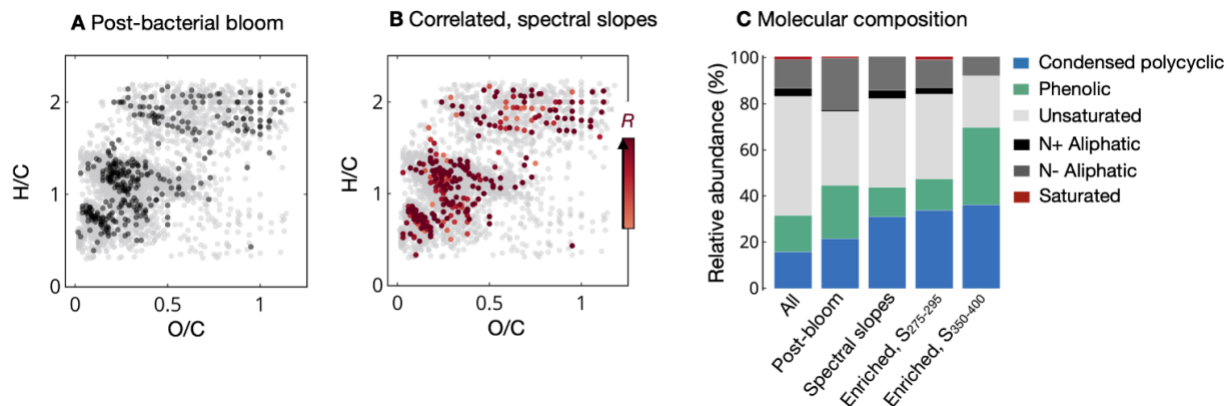 A Post-bacterial bloom
H/C
2
1
0
0
0.5
1
O/C
B Correlated, spectral slopes
H/C
2
1
0
0
0.5
1
O/C
R
C Molecular composition
Relative abundance (%)
100
80
60
40
20
0
All
Post-bloom
Spectral slopes
Enriched, S275-295
Enriched, S350-400
Condensed polycyclic
Phenolic
Unsaturated
N+ Aliphatic
N- Aliphatic
Saturated